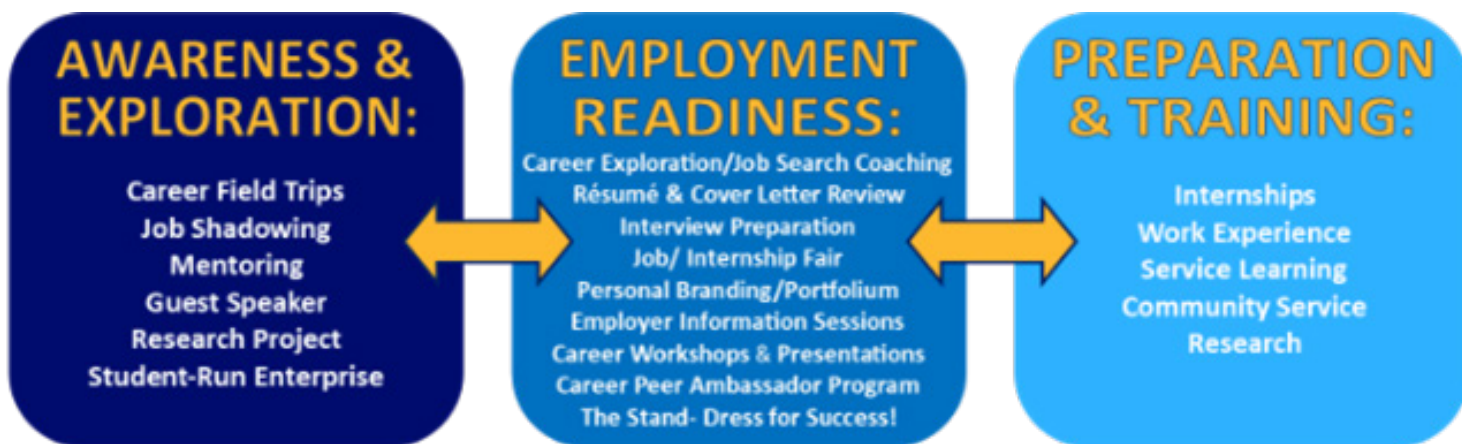 AWARENESS &
EXPLORATION:
Career Field Trips
Job Shadowing
Mentoring
Guest Speaker
Research Project
Student-Run Enterprise
EMPLOYMENT
READINESS:
Career Exploration/Job Search Coaching
Résumé & Cover Letter Review
Interview Preparation
Job/ Internship Fair
Personal Branding/Portfolium
Employer Information Sessions
Career Workshops & Presentations
Career Peer Ambassador Program
The Stand- Dress for Success!
PREPARATION
& TRAINING:
Internships
Work Experience
Service Learning
Community Service
Research